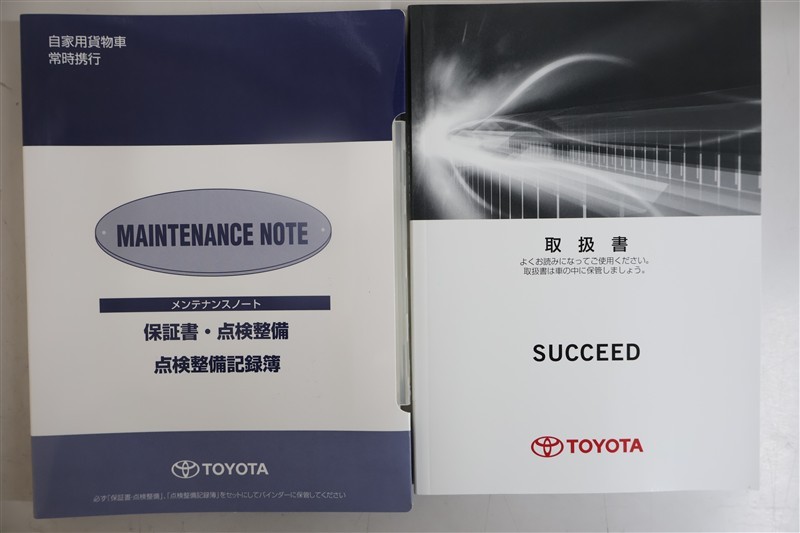 自家用貨物車
常時携行
MAINTENANCE NOTE
メンテナンスノート
保証書・点検整備
点検整備記録簿
TOYOTA
必ず「保証書・点検整備」、「点検整備記録簿」をセットにしてバインダーに保管してください
取扱書
よくお読みになってご使用ください。
取扱書は車の中に保管しましょう。
SUCCEED
TOYOTA